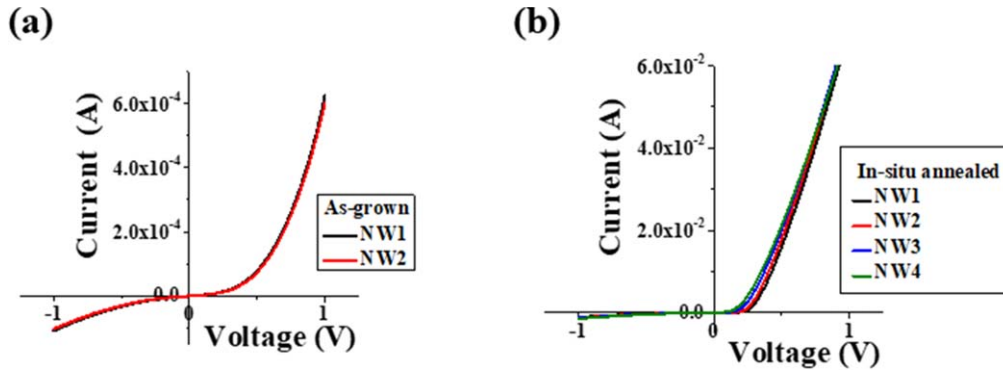 (a)
(b)
Current (A)
6.0x10⁻⁴
4.0x10⁻⁴
2.0x10⁻⁴
0.0
-1
0
1
Voltage (V)
As-grown
NW1
NW2
Current (A)
6.0x10⁻²
4.0x10⁻²
2.0x10⁻²
0.0
-1
0
1
Voltage (V)
In-situ annealed
NW1
NW2
NW3
NW4